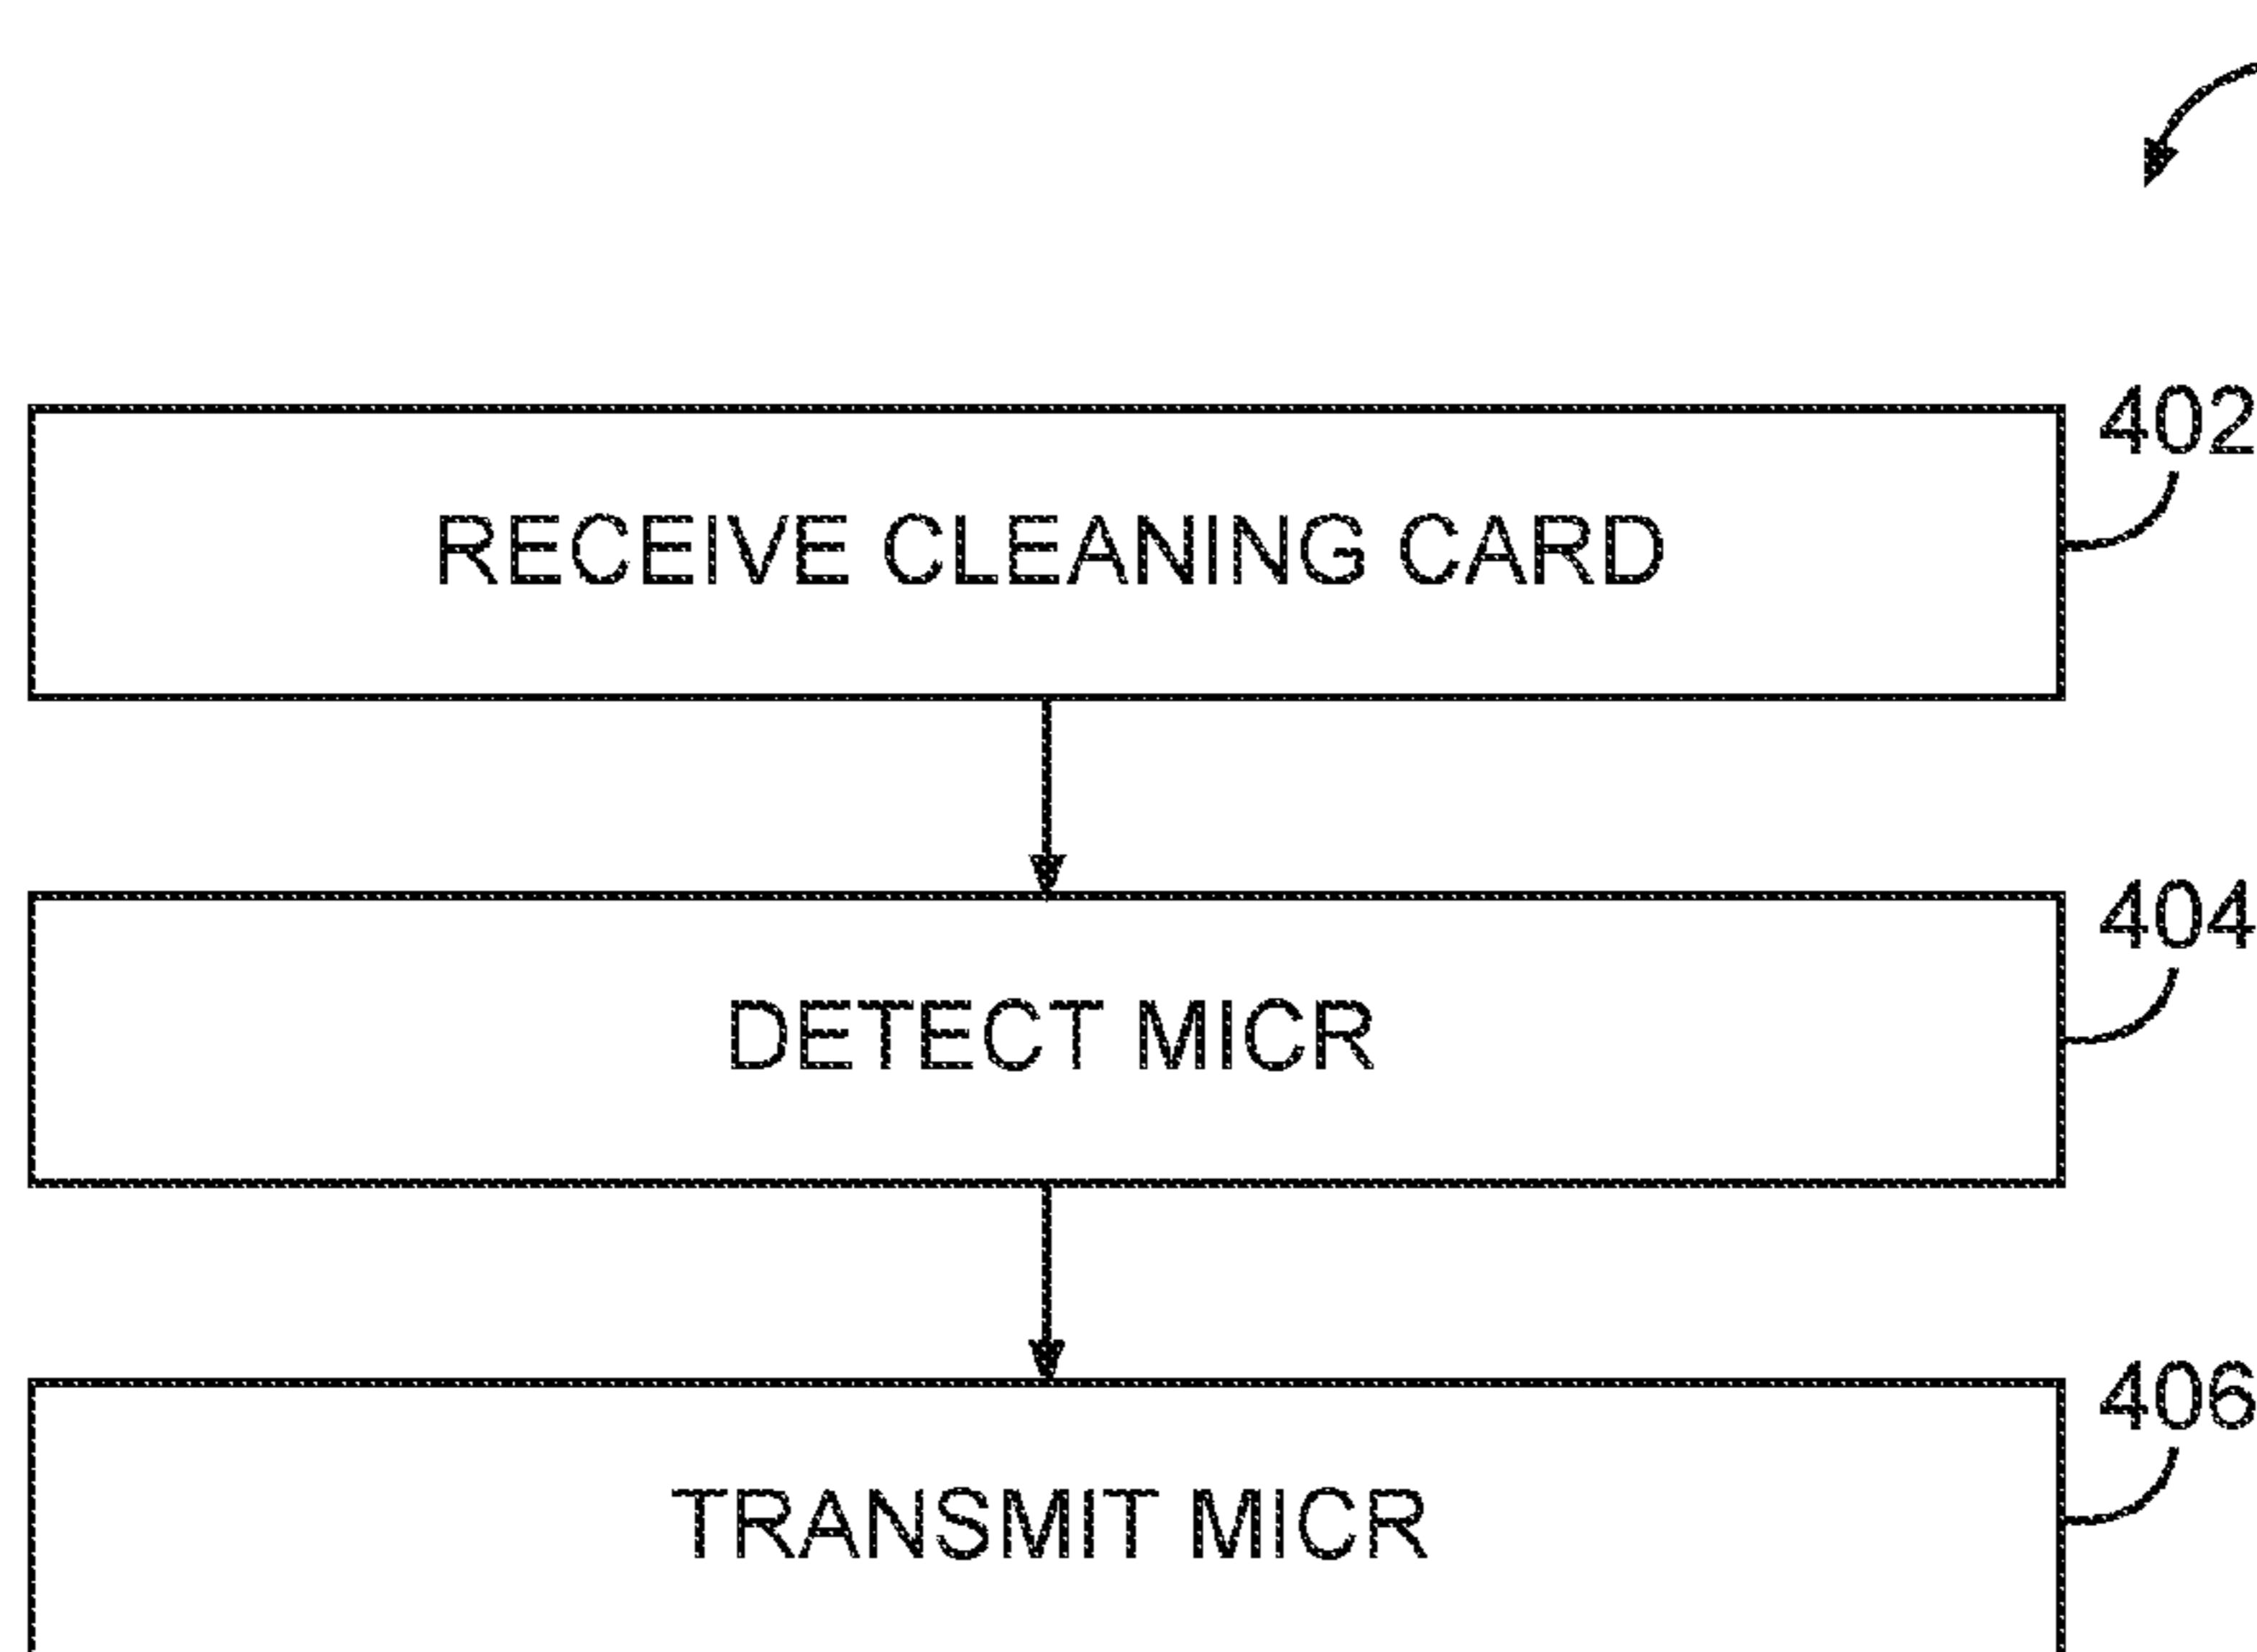 402
RECEIVE CLEANING CARD
404
DETECT MICR
406
TRANSMIT MICR